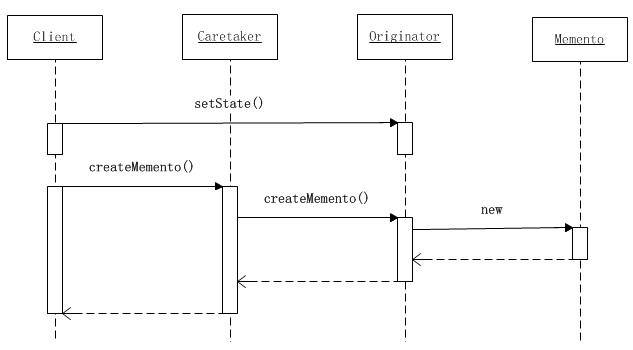 Client
Caretaker
Originator
Memento
setState()
createMemento()
createMemento()
new